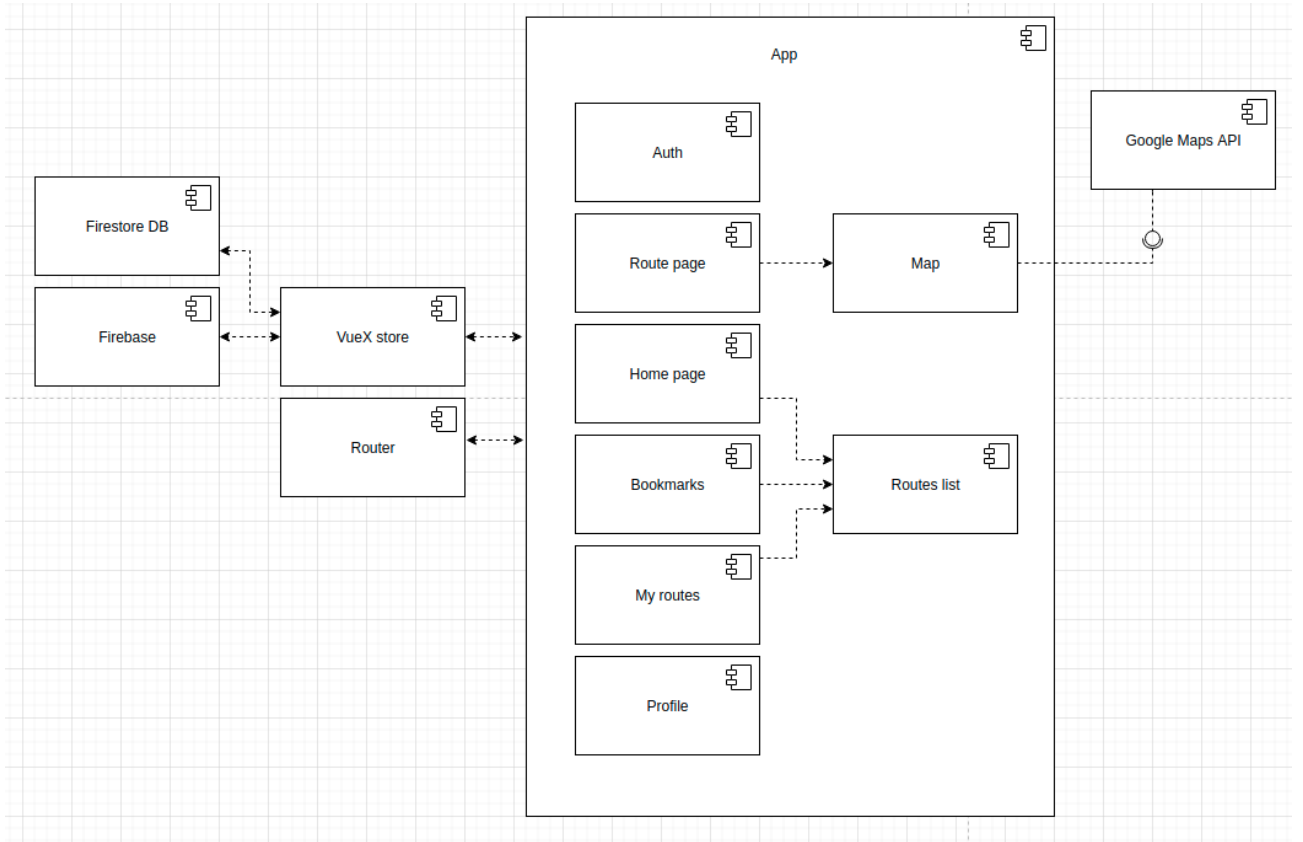 App
Auth
Google Maps API
Firestore DB
Route page
Map
Firebase
VueX store
Home page
Router
Bookmarks
Routes list
My routes
Profile